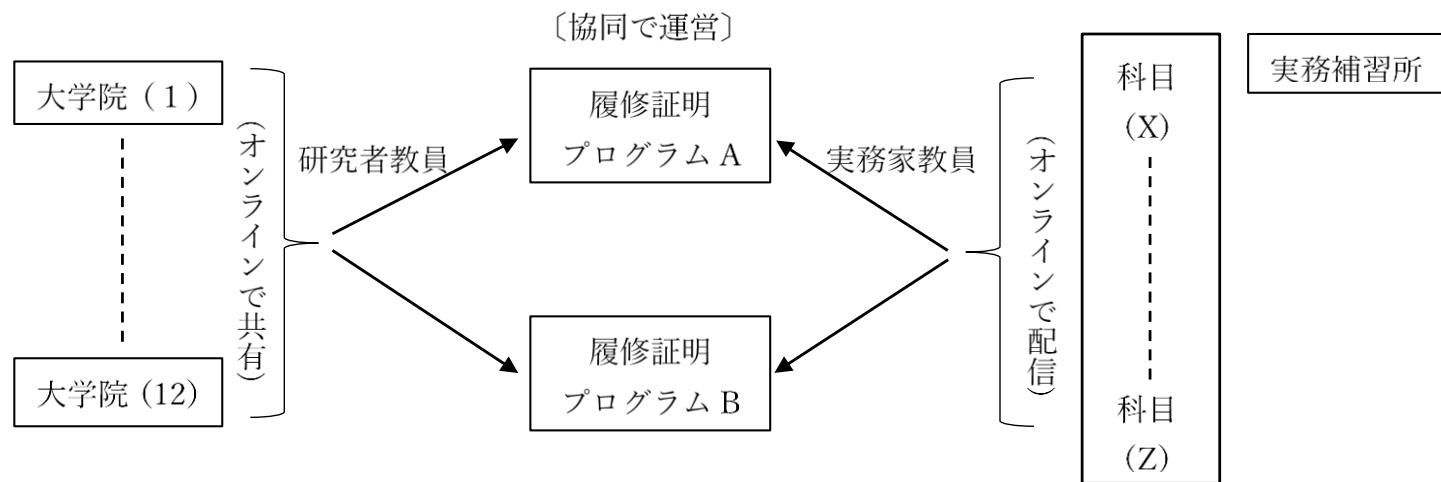 〔協同で運営〕
大学院（１）
大学院 (12)
(オンラインで共有)
研究者教員
履修証明
プログラム A
履修証明
プログラム B
実務家教員
(オンラインで配信)
科目
(X)
科目
(Z)
実務補習所